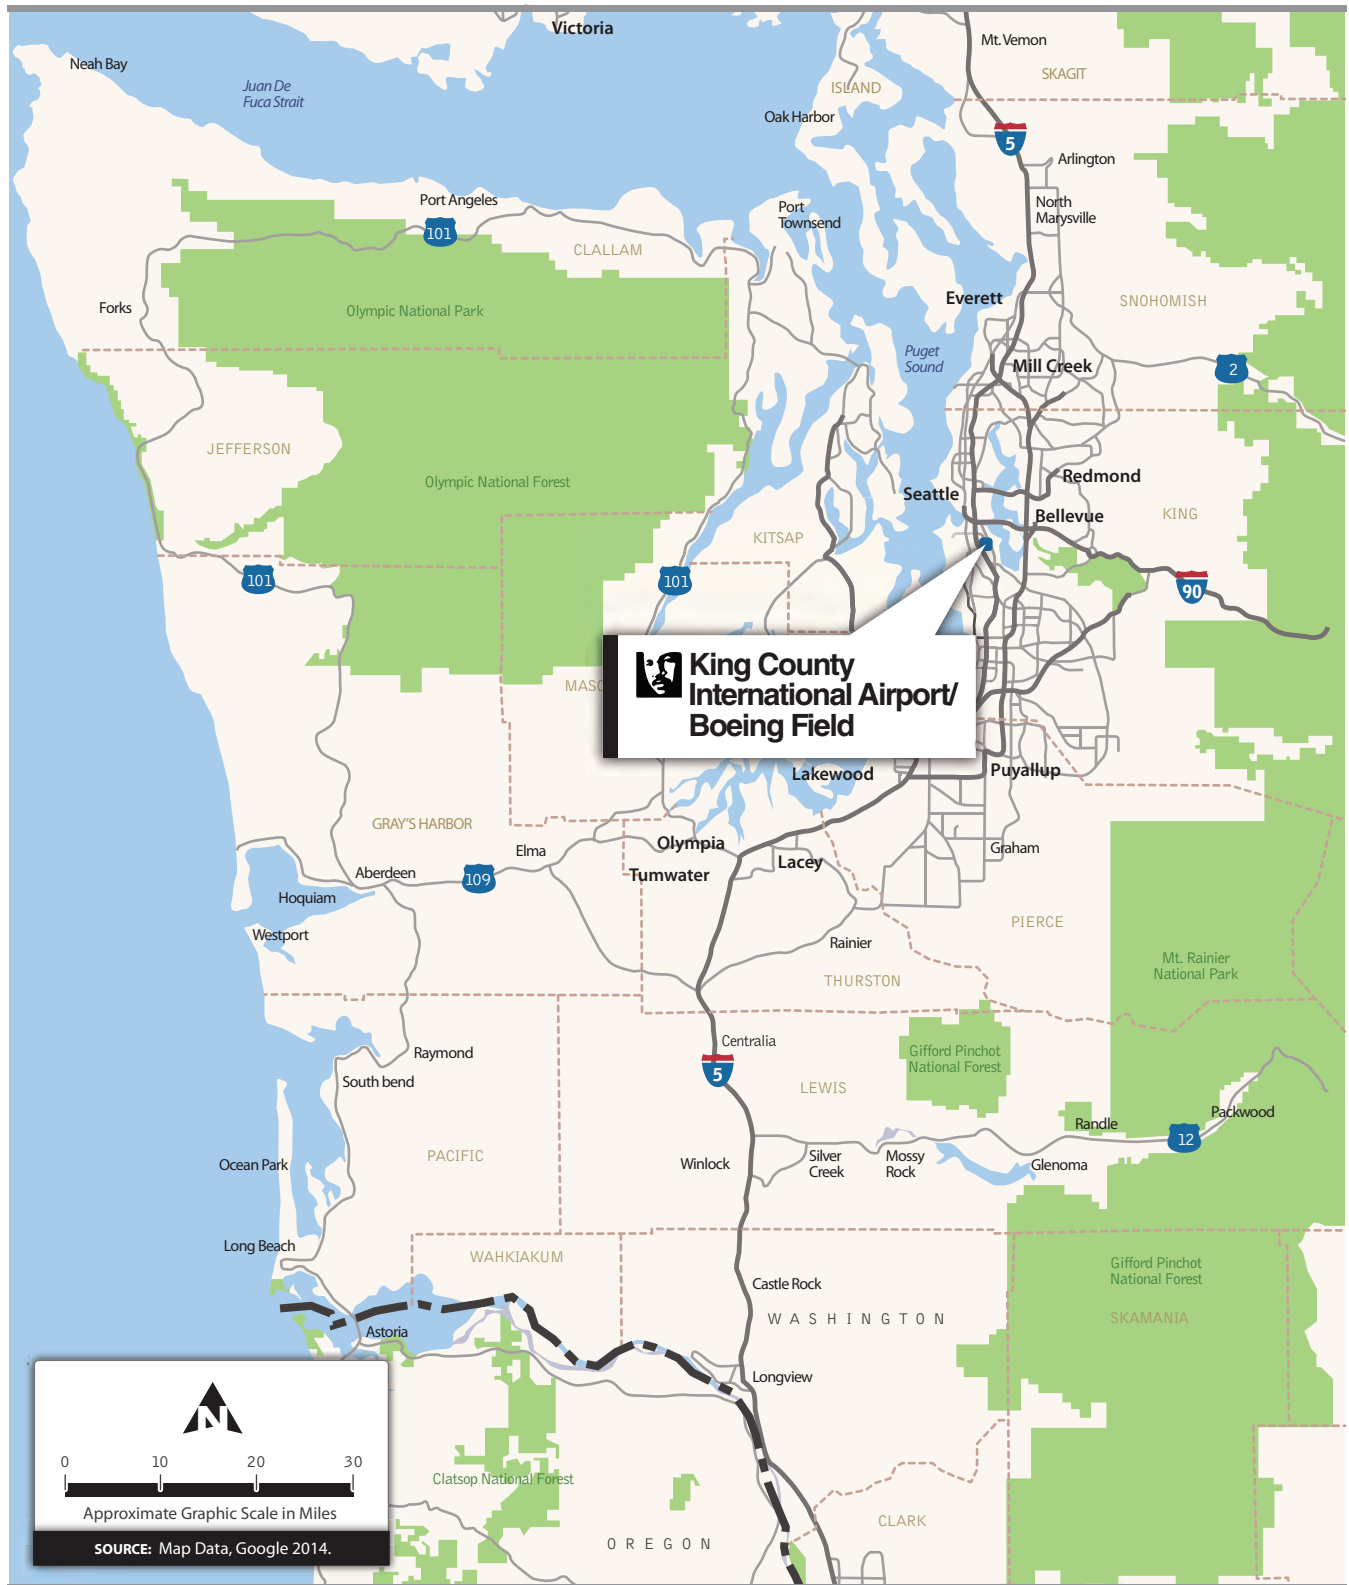 Victoria
Mt. Vernon
Neah Bay
SKAGIT
Juan De
Fuca Strait
ISLAND
Oak Harbor
5
Arlington
Port Angeles
North
Marysville
Port
Townsend
101
CLALLAM
Everett
SNOHOMISH
Forks
Olympic National Park
Puget
Sound
Mill Creek
2
JEFFERSON
Redmond
Olympic National Forest
Seattle
Bellevue
KING
KITSAP
101
101
90
King County
International Airport/
Boeing Field
MASO
Lakewood
Puyallup
GRAY'S HARBOR
Olympia
Elma
Graham
Lacey
Aberdeen
109
Tumwater
Hoquiam
PIERCE
Westport
Rainier
Mt. Rainier
National Park
THURSTON
Centralia
Raymond
Gifford Pinchot
National Forest
5
South bend
LEWIS
Packwood
Randle
12
PACIFIC
Ocean Park
Winlock
Silver
Creek
Mossy
Rock
Glenoma
Long Beach
WAHKIAKUM
Gifford Pinchot
National Forest
Castle Rock
WASHINGTON
SKAMANIA
Astoria
Longview
N
0 10 20 30
Clatsop National Forest
Approximate Graphic Scale in Miles
CLARK
OREGON
SOURCE: Map Data, Google 2014.